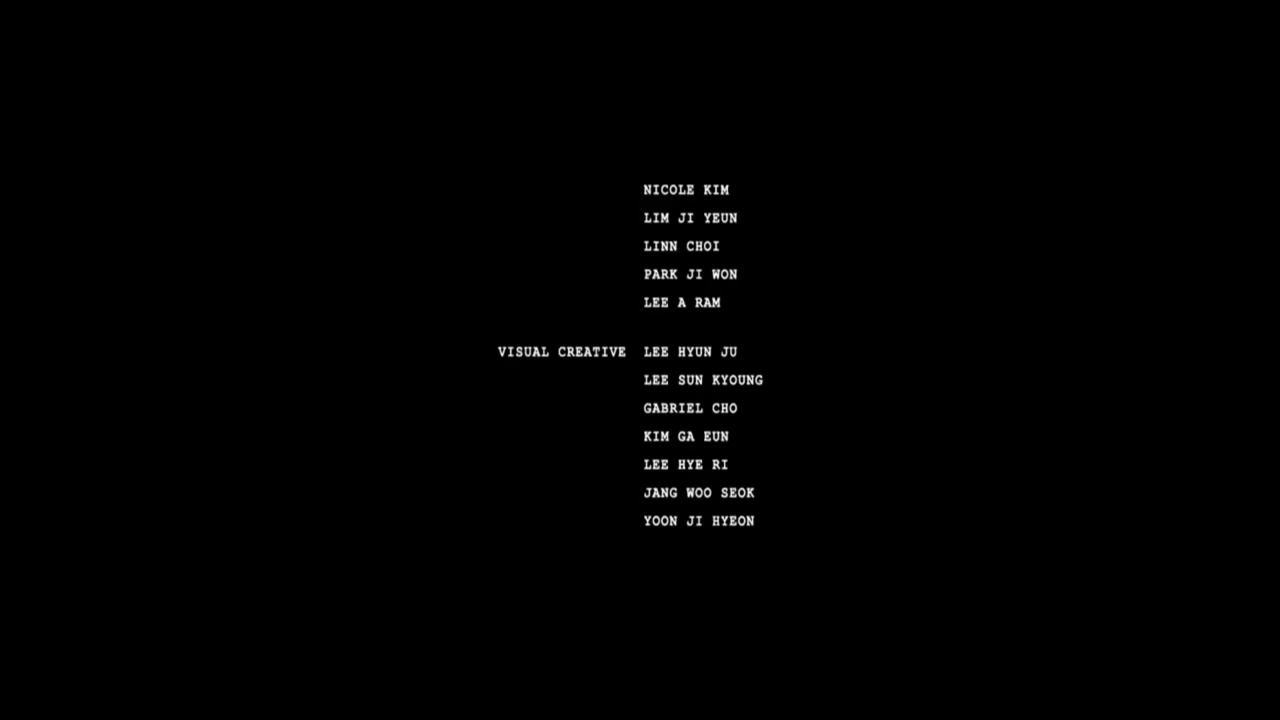 NICOLE KIM
LIM JI YEUN
LINN CHOI
PARK JI WON
LEE A RAM
VISUAL CREATIVE LEE HYUN JU
LEE SUN KYOUNG
GABRIEL CHO
KIM GA EUN
LEE HYE RI
JANG WOO SEOK
YOON JI HYEON